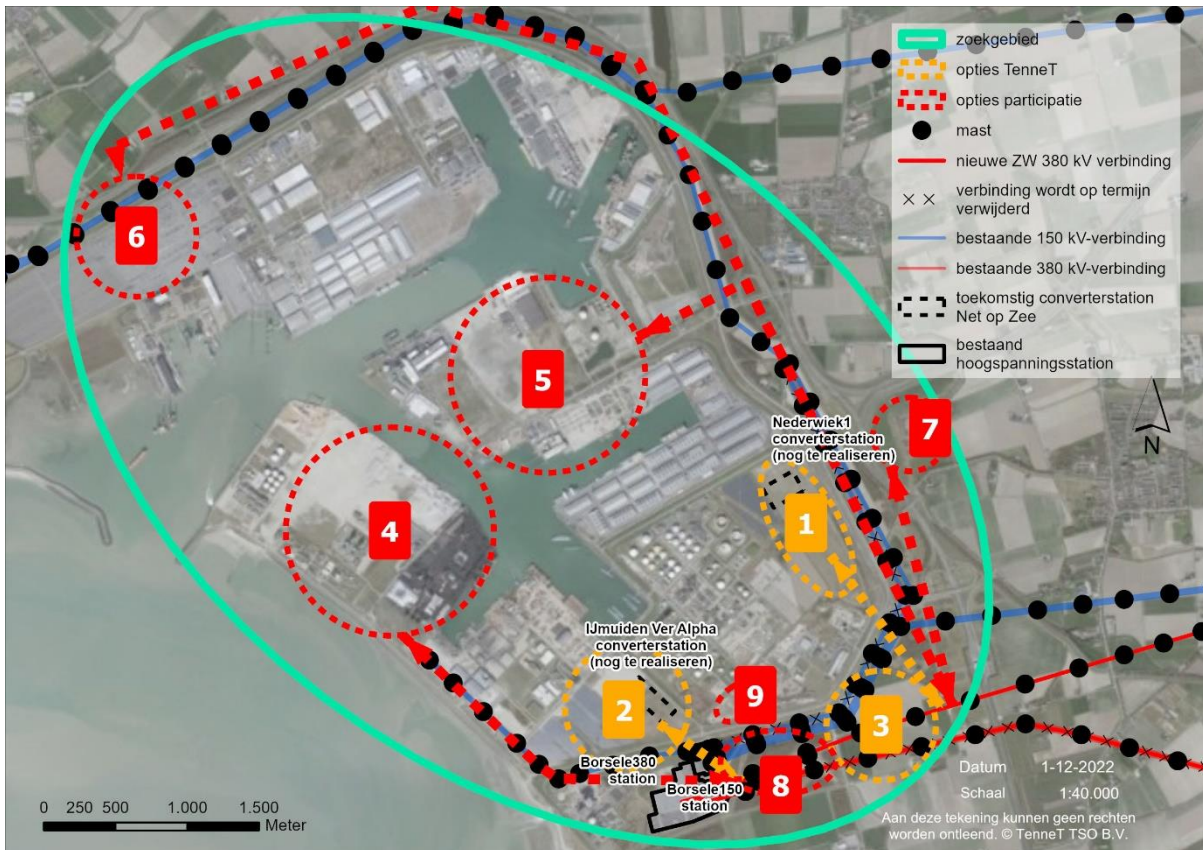 zoekgebied
opties TenneT
opties participatie
mast
nieuwe ZW 380 kV verbinding
verbinding wordt op termijn
verwijderd
bestaande 150 kV-verbinding
bestaande 380 kV-verbinding
toekomstig converterstation
Net op Zee
bestaand
hoogspanningsstation
6
5
7
N
Nederwiek1
converterstation
(nog te realiseren)
1
4
IJmuiden Ver Alpha
converterstation
(nog te realiseren)
2
9
3
Borsele380
station
Borsele150
station
8
Datum 1-12-2022
Schaal 1:40.000
Aan deze tekening kunnen geen rechten
worden ontleend. © TenneT TSO B.V.
0 250 500 1.000 1.500
Meter